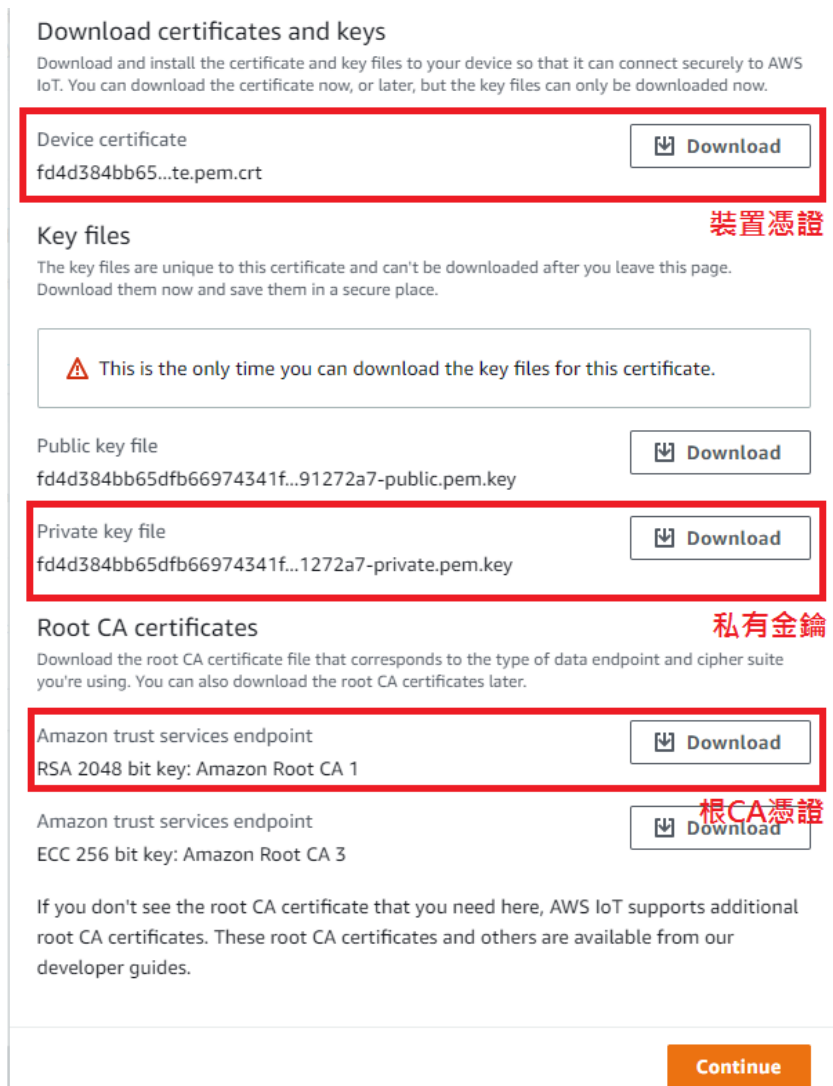 Download certificates and keys
Download and install the certificate and key files to your device so that it can connect securely to AWS
IoT. You can download the certificate now, or later, but the key files can only be downloaded now.
Device certificate
Download
fd4d384bb65...te.pem.crt
裝置憑證
Key files
The key files are unique to this certificate and can't be downloaded after you leave this page.
Download them now and save them in a secure place.
This is the only time you can download the key files for this certificate.
Public key file
Download
fd4d384bb65dfb66974341f...91272a7-public.pem.key
Private key file
Download
fd4d384bb65dfb66974341f...1272a7-private.pem.key
私有金鑰
Root CA certificates
Download the root CA certificate file that corresponds to the type of data endpoint and cipher suite
you're using. You can also download the root CA certificates later.
Amazon trust services endpoint
Download
RSA 2048 bit key: Amazon Root CA 1
根CA憑證
Amazon trust services endpoint
Download
ECC 256 bit key: Amazon Root CA 3
If you don't see the root CA certificate that you need here, AWS IoT supports additional
root CA certificates. These root CA certificates and others are available from our
developer guides.
Continue